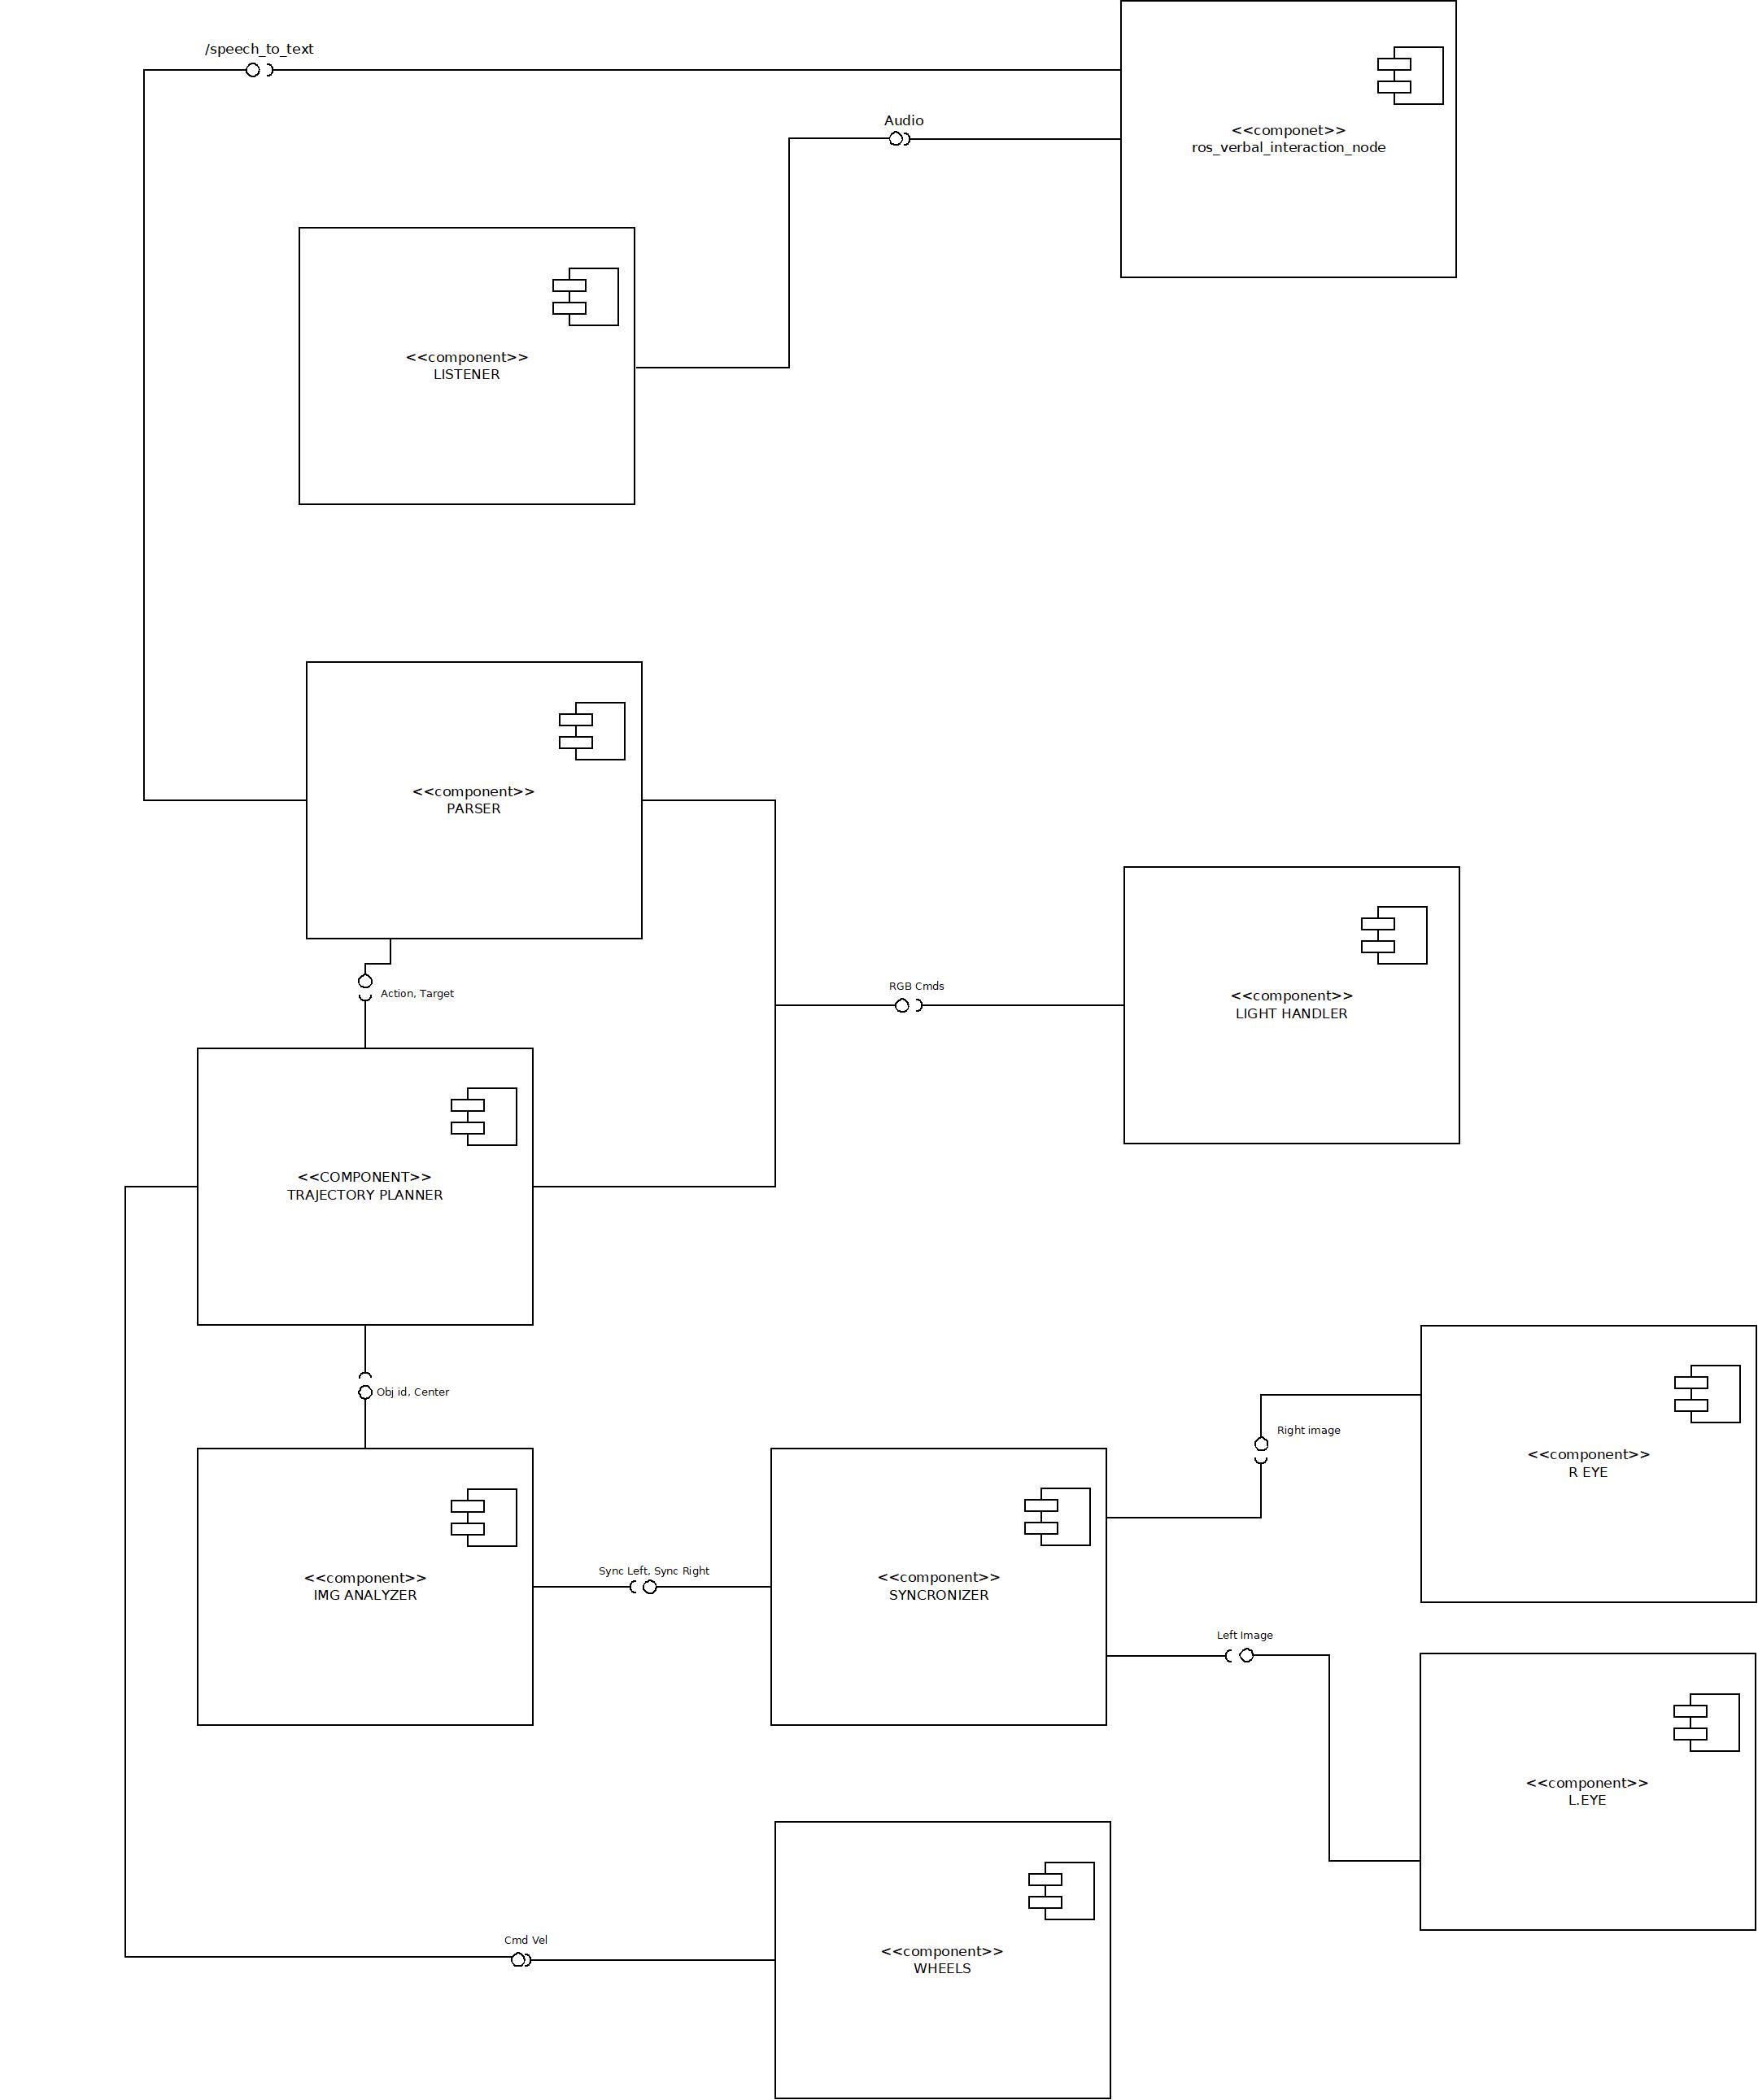 /speech_to_text
Audio
<<componet>>
ros_verbal_interaction_node
<<component>>
LISTENER
<<component>>
PARSER
Action, Target
RGB Cmds
<<component>>
LIGHT HANDLER
<<COMPONENT>>
TRAJECTORY PLANNER
Obj id, Center
Right image
<<component>>
R EYE
Sync Left, Sync Right
<<component>>
IMG ANALYZER
<<component>>
SYNCRONIZER
Left Image
<<component>>
L.EYE
Cmd Vel
<<component>>
WHEELS